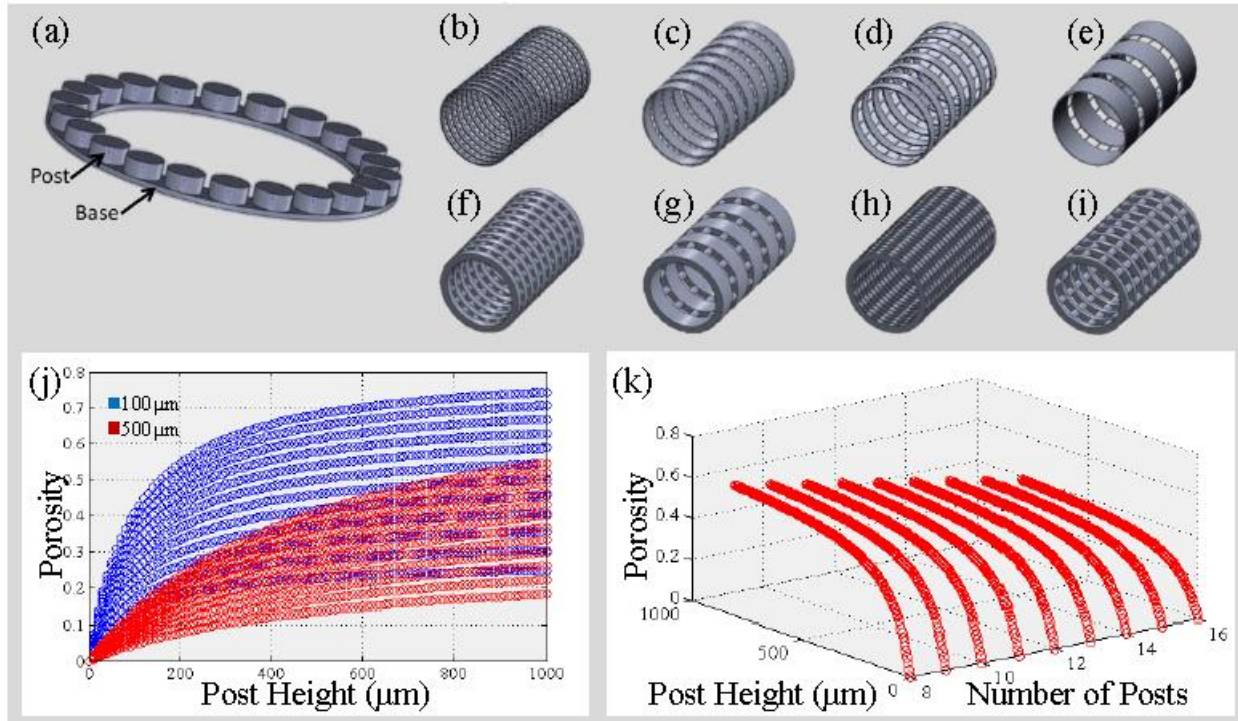 (a)
(b)
(c)
(d)
(e)
Post
Base
(f)
(g)
(h)
(i)
(j)
0.8
0.7
0.6
0.5
0.4
0.3
0.2
0.1
0
100 μm
500 μm
Porosity
0 200 400 600 800 1000
Post Height (μm)
(k)
0.8
0.6
0.4
0.2
0
Porosity
1000
500
0
8 10 12 14 16
Post Height (μm)
Number of Posts